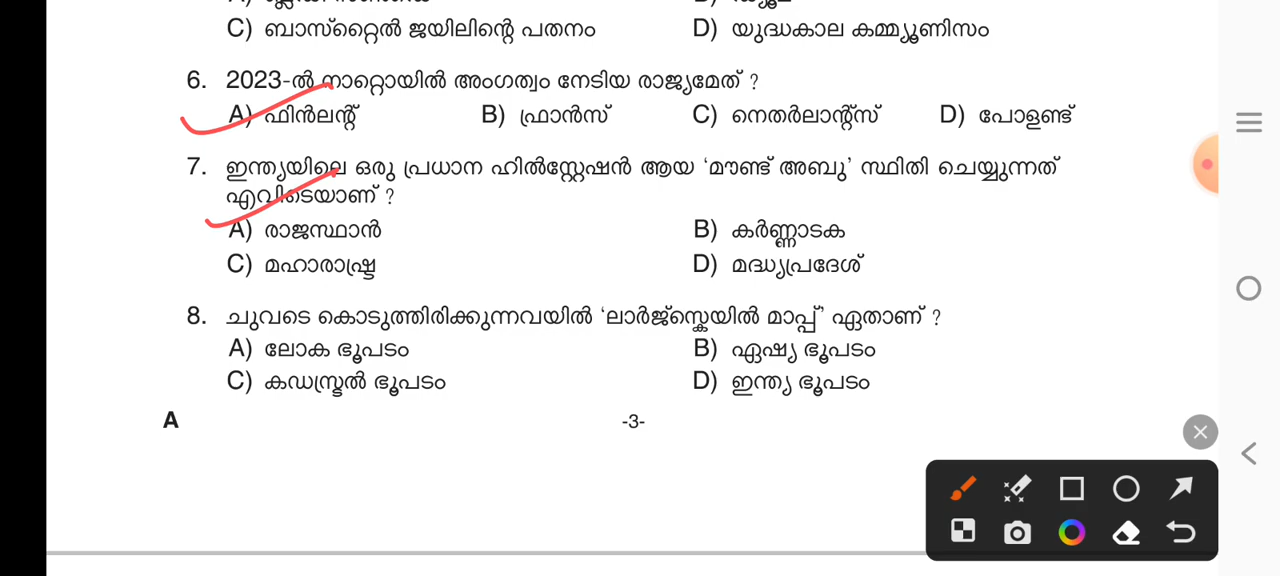 C) ബാസ്റ്റൈൽ ജയിലിന്റെ പതനം D) യുദ്ധകാല കമ്മ്യൂണിസം
6. 2023-ൽ നാറ്റൊയിൽ അംഗത്വം നേടിയ രാജ്യമേത് ?
A) ഫിൻലന്റ് B) ഫ്രാൻസ് C) നെതർലാന്റ്സ് D) പോളണ്ട്
7. ഇന്ത്യയിലെ ഒരു പ്രധാന ഹിൽസ്റ്റേഷൻ ആയ ‘മൗണ്ട് അബു’ സ്ഥിതി ചെയ്യുന്നത്
എവിടെയാണ് ?
A) രാജസ്ഥാൻ B) കർണ്ണാടക
C) മഹാരാഷ്ട്ര D) മദ്ധ്യപ്രദേശ്
8. ചുവടെ കൊടുത്തിരിക്കുന്നവയിൽ ‘ലാർജ്സ്കെയിൽ മാപ്പ്’ ഏതാണ് ?
A) ലോക ഭൂപടം B) ഏഷ്യ ഭൂപടം
C) കഡസ്ട്രൽ ഭൂപടം D) ഇന്ത്യ ഭൂപടം
A -3-